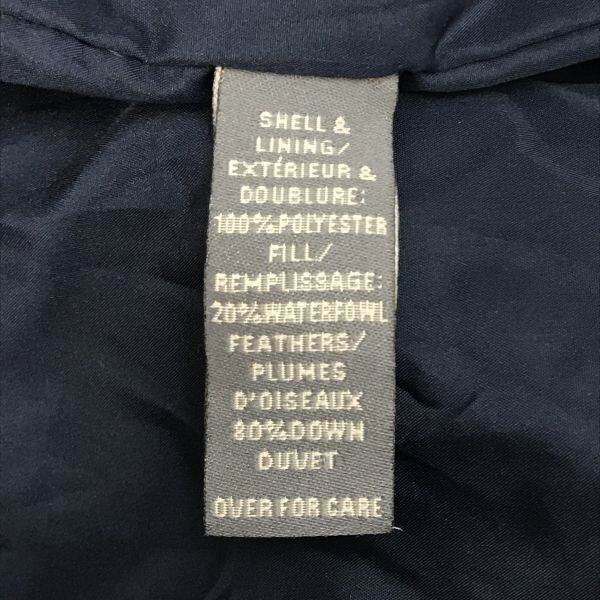 SHELL &
LINING/
EXTÉRIEUR &
DOUBLURE:
100%POLYESTER
FILL/
REMPLISSAGE:
20%WATERFOWL
FEATHERS/
PLUMES
D'OISEAUX
80%DOWN
DUVET
OVER FOR CARE